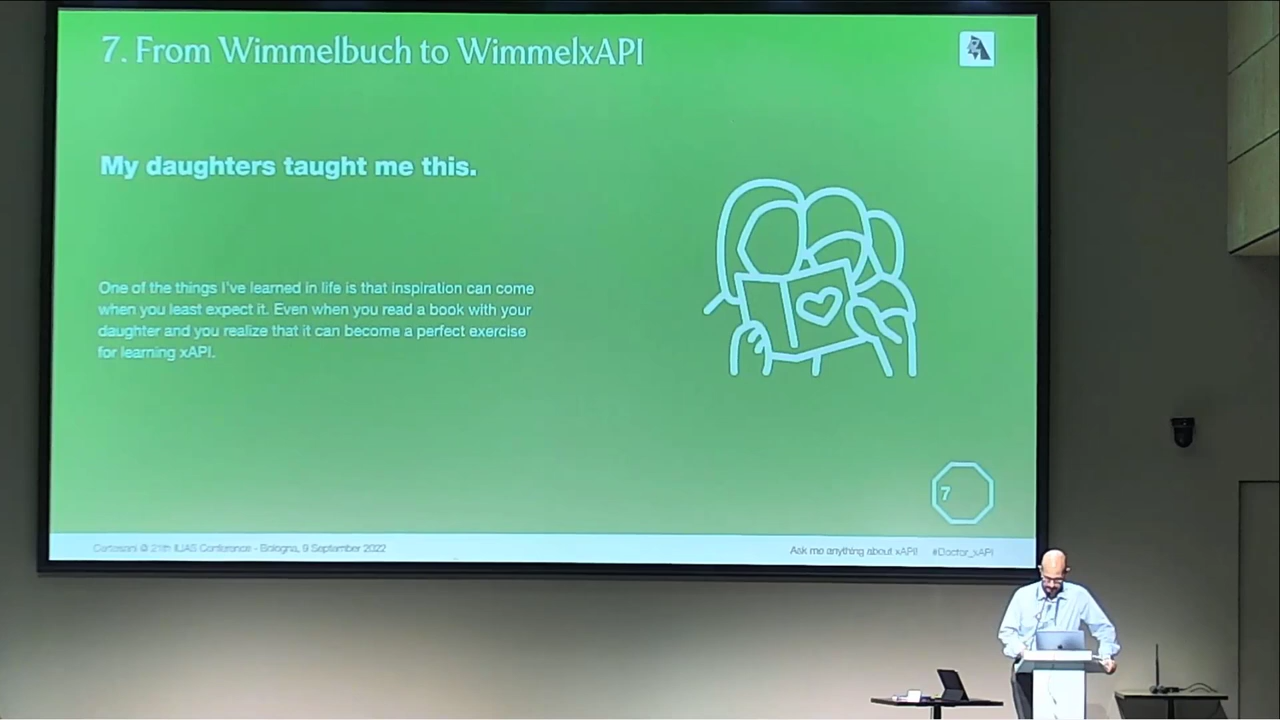 7. From Wimmelbuch to WimmelxAPI
My daughters taught me this.
One of the things I've learned in life is that inspiration can come
when you least expect it. Even when you read a book with your
daughter and you realize that it can become a perfect exercise
for learning xAPI.
7
@ 21th ILIAS Conference - Bologna, 9 September 2022
Ask me anything about xAPI! #Doctor_xAPI